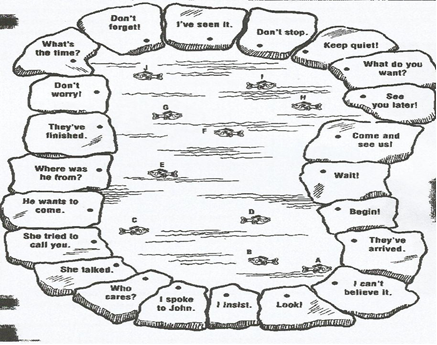 Don't
forget!
I've seen it.
Don't stop.
Keep quiet!
What do you
want?
See
you later!
Come and
see us!
Wait!
Begin!
They've
arrived.
I can't
believe it.
Look!
I insist.
I spoke
to John.
Who
cares?
She talked.
She tried to
call you.
He wants to
come.
Where was
he from?
They've
finished.
Don't
worry!
What's
the time?
J
I
H
G
F
E
D
C
B
A